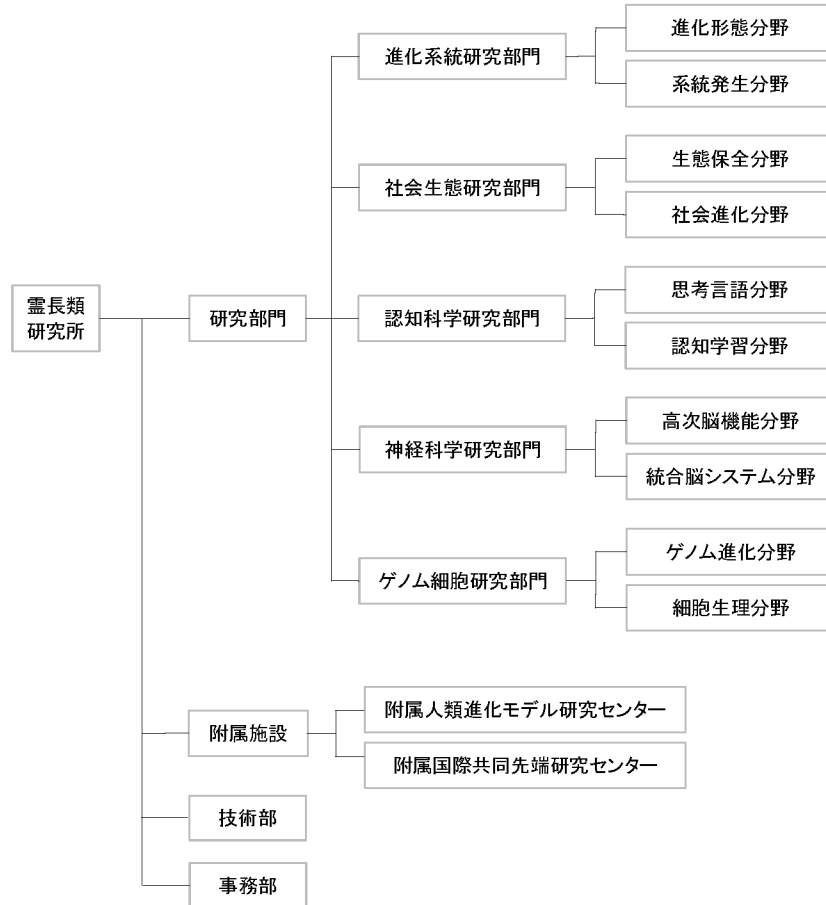 霊長類
研究所
研究部門
進化系統研究部門
進化形態分野
系統発生分野
社会生態研究部門
生態保全分野
社会進化分野
認知科学研究部門
思考言語分野
認知学習分野
神経科学研究部門
高次脳機能分野
統合脳システム分野
ゲノム細胞研究部門
ゲノム進化分野
細胞生理分野
附属施設
附属人類進化モデル研究センター
附属国際共同先端研究センター
技術部
事務部